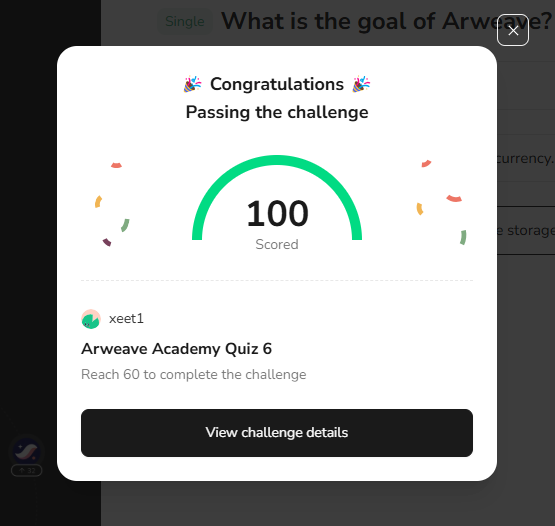 Single What is the goal of Arweave?
Congratulations
Passing the challenge
currency.
100
e storage
Scored
xeet1
Arweave Academy Quiz 6
Reach 60 to complete the challenge
View challenge details